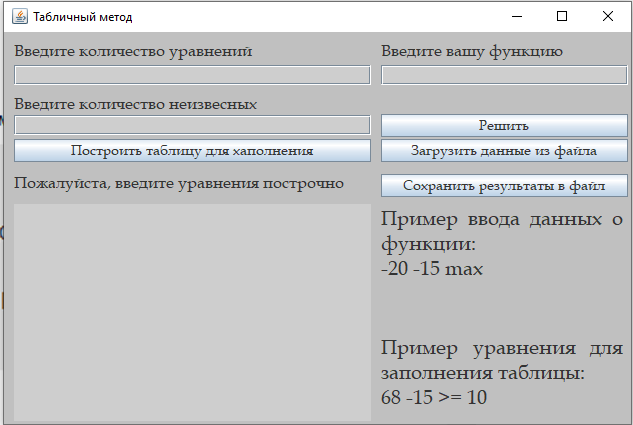 Табличный метод
Введите количество уравнений
Введите вашу функцию
Введите количество неизвесных
Решить
Построить таблицу для хаполнения
Загрузить данные из файла
Пожалуйста, введите уравнения построчно
Сохранить результаты в файл
Пример ввода данных о
функции:
-20 -15 max
Пример уравнения для
заполнения таблицы:
68 -15 >= 10